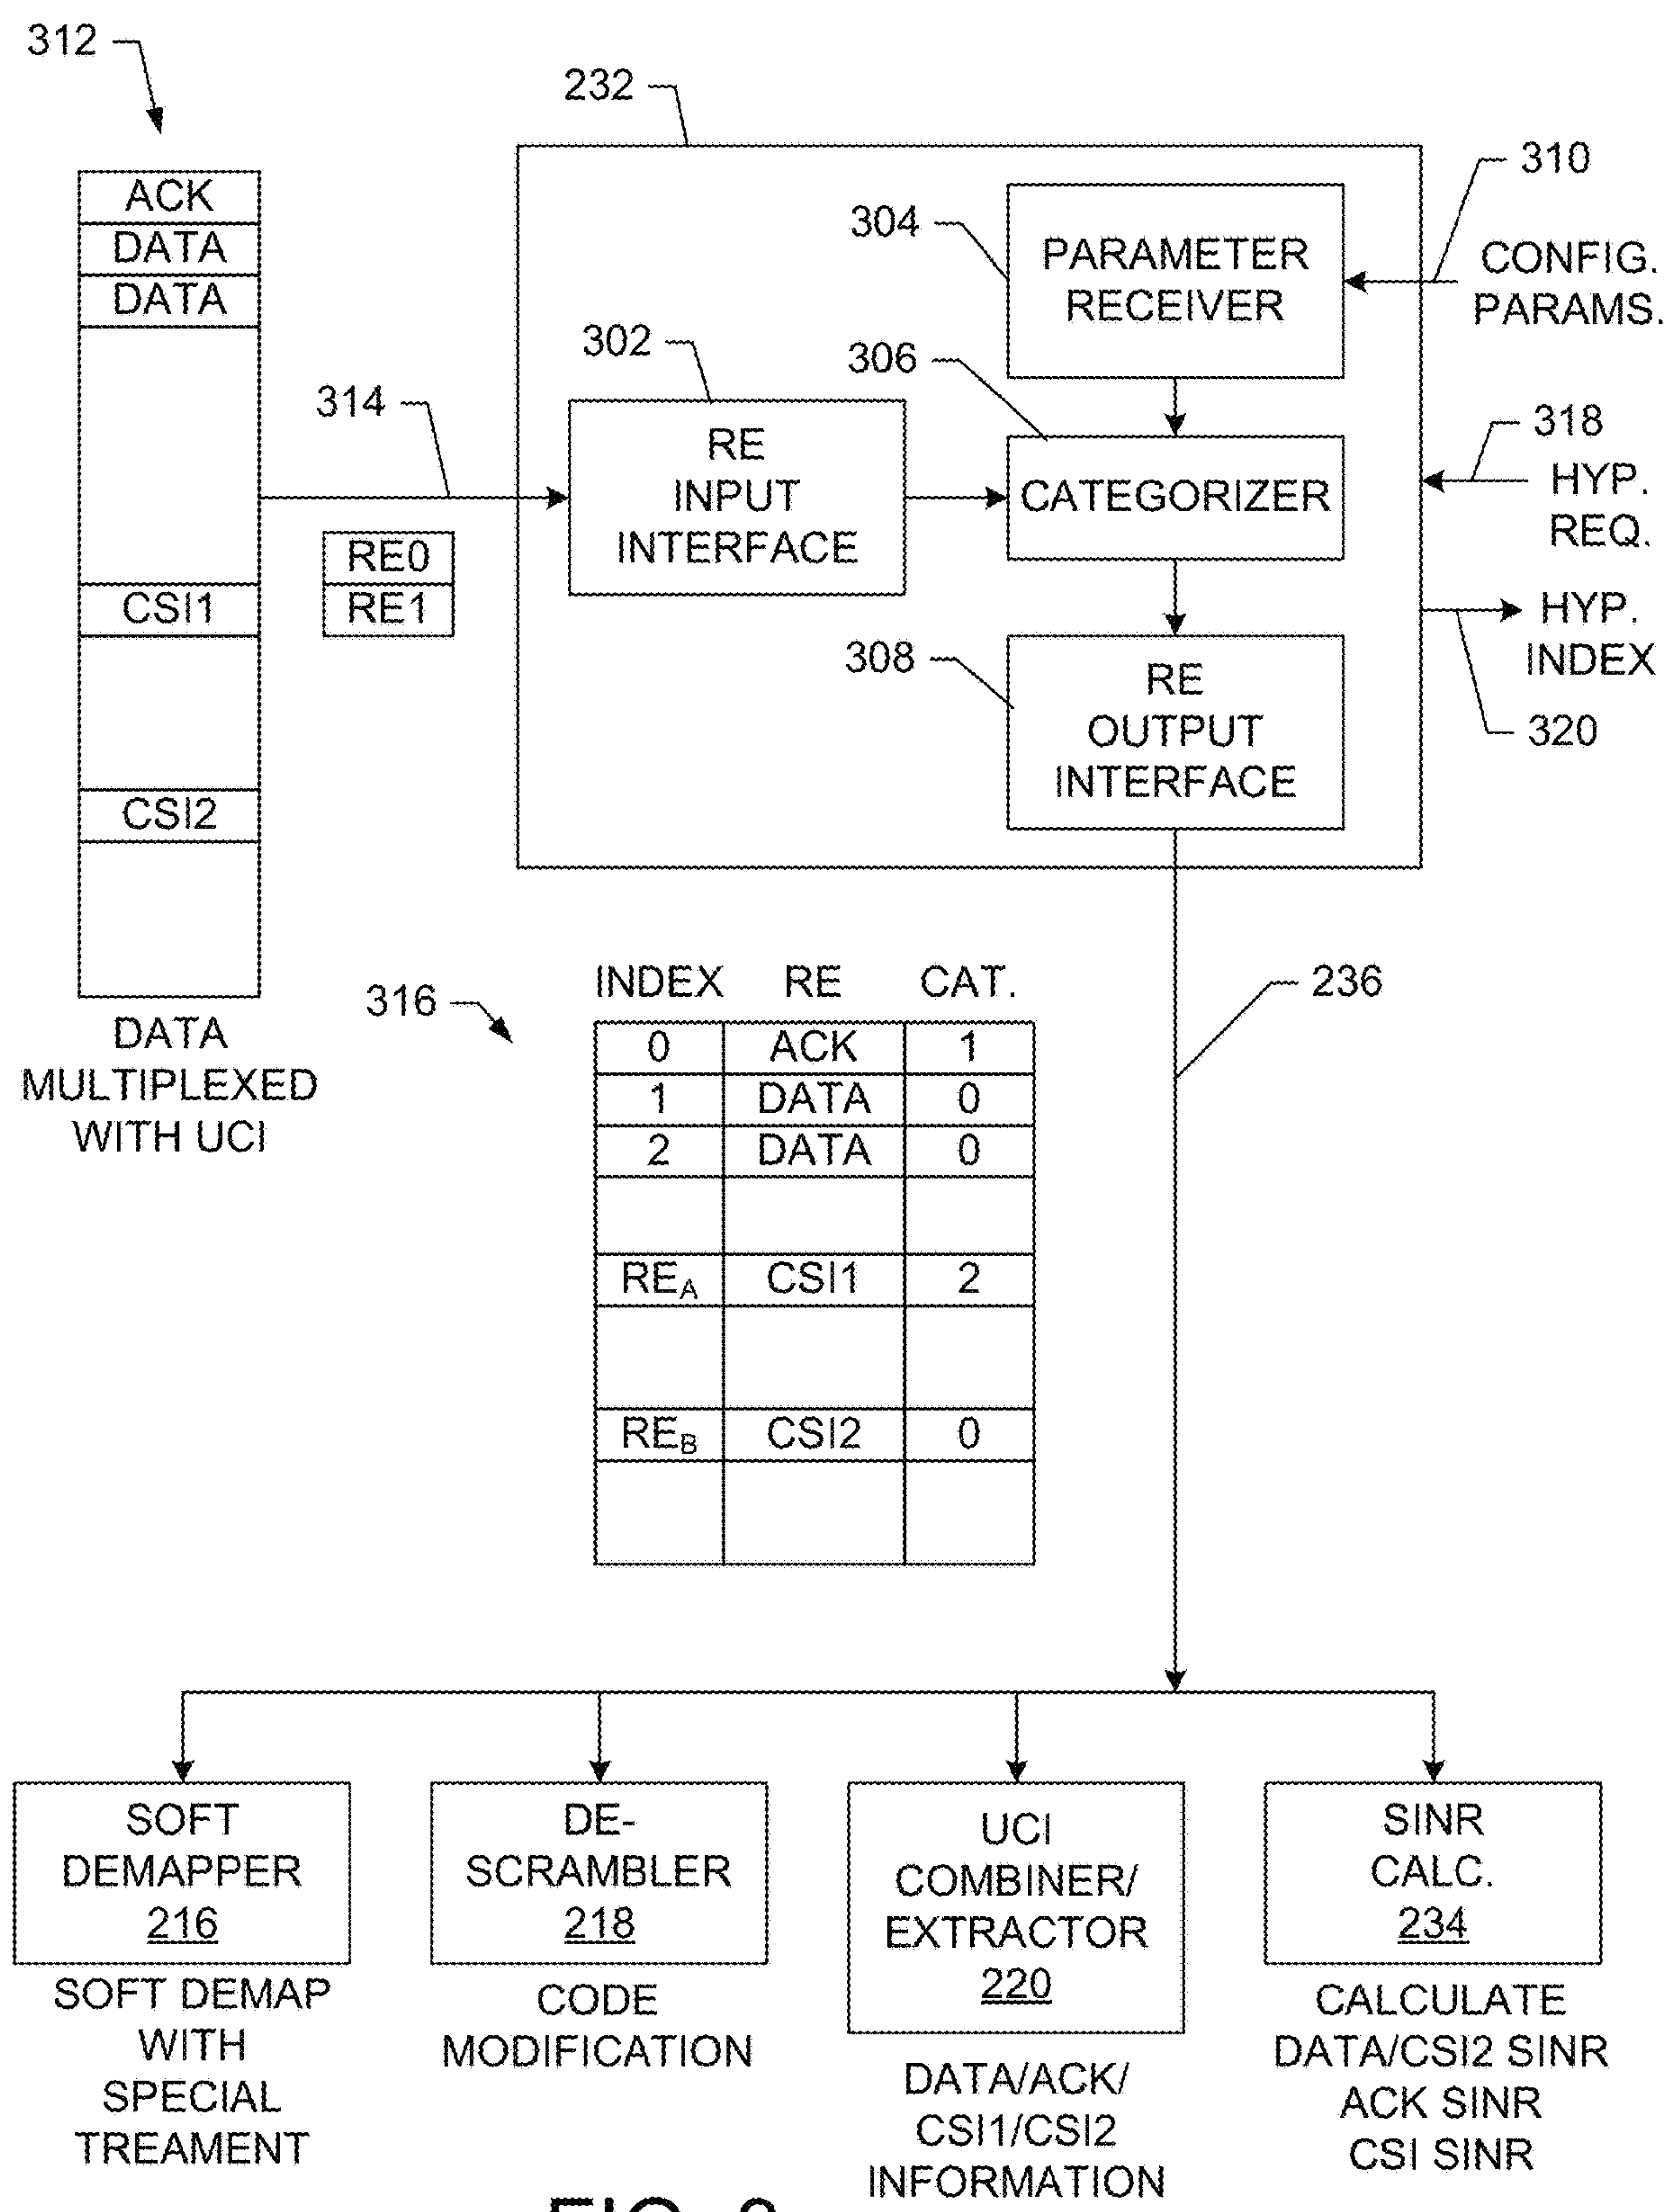 312
232
310
ACK
DATA
DATA
304
PARAMETER
RECEIVER
CONFIG.
PARAMS.
302
306
314
318
RE
INPUT
INTERFACE
CATEGORIZER
HYP.
REQ.
RE0
RE1
CSI1
HYP.
INDEX
308
RE
OUTPUT
INTERFACE
320
CSI2
DATA
MULTIPLEXED
WITH UCI
316
INDEX RE CAT.
236
0 ACK 1
1 DATA 0
2 DATA 0
REA CSI1 2
REB CSI2 0
SOFT
DEMAPPER
216
SOFT DEMAP
WITH
SPECIAL
TREAMENT
DE-
SCRAMBLER
218
CODE
MODIFICATION
UCI
COMBINER/
EXTRACTOR
220
DATA/ACK/
CSI1/CSI2
INFORMATION
SINR
CALC.
234
CALCULATE
DATA/CSI2 SINR
ACK SINR
CSI SINR
FIG.